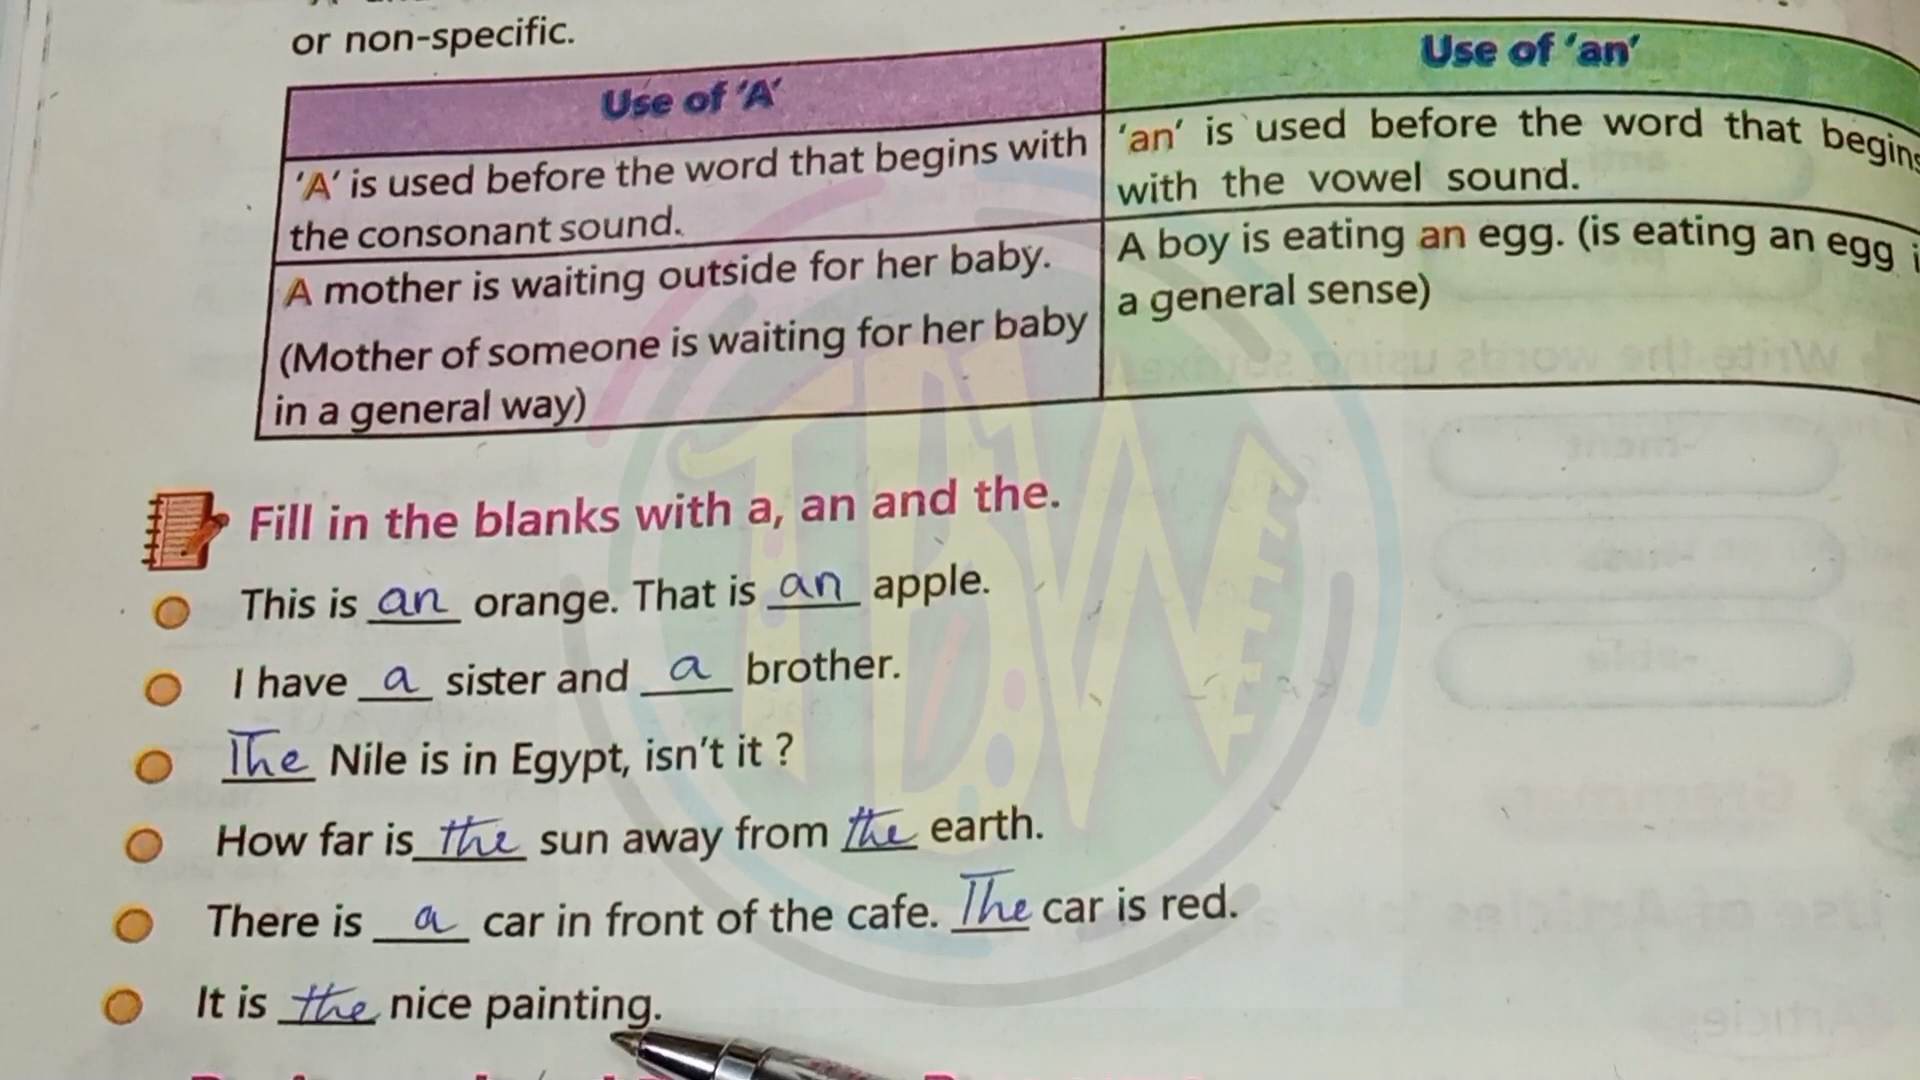 or non-specific.
Use of 'A'
'A' is used before the word that begins with
the consonant sound.
A mother is waiting outside for her baby.
(Mother of someone is waiting for her baby
in a general way)
Use of 'an'
'an' is used before the word that begins
with the vowel sound.
A boy is eating an egg. (is eating an egg
a general sense)
Fill in the blanks with a, an and the.
This is an orange. That is an apple.
I have a sister and a brother.
The Nile is in Egypt, isn't it ?
How far is the sun away from the earth.
There is a car in front of the cafe. The car is red.
It is the nice painting.
TBW